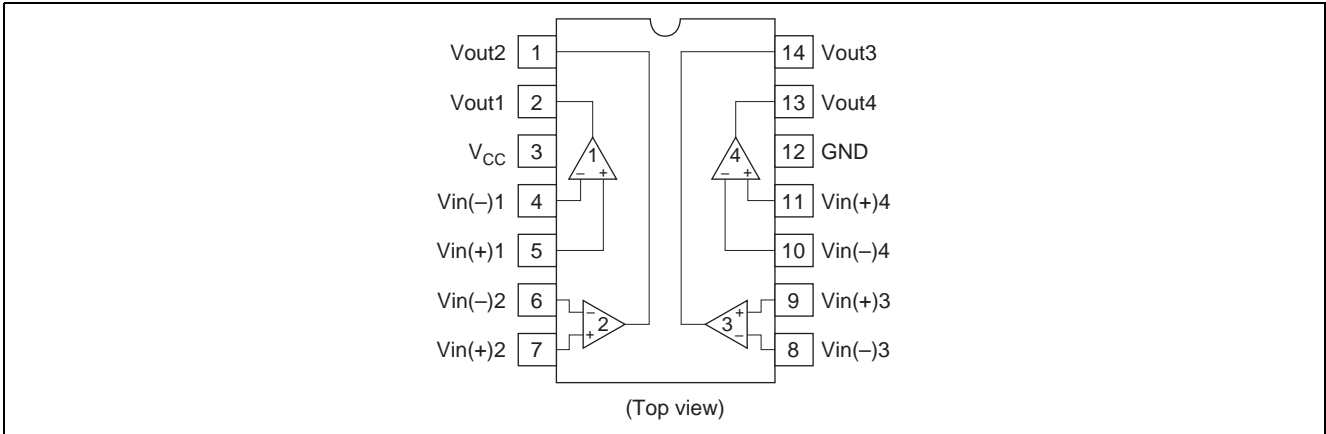 Vout2 1 14 Vout3
Vout1 2 13 Vout4
VCC 3 1 4 12 GND
– + – +
Vin(–)1 4 11 Vin(+)4
Vin(+)1 5 10 Vin(–)4
Vin(–)2 6 – + 9 Vin(+)3
2 3
Vin(+)2 7 + – 8 Vin(–)3
(Top view)